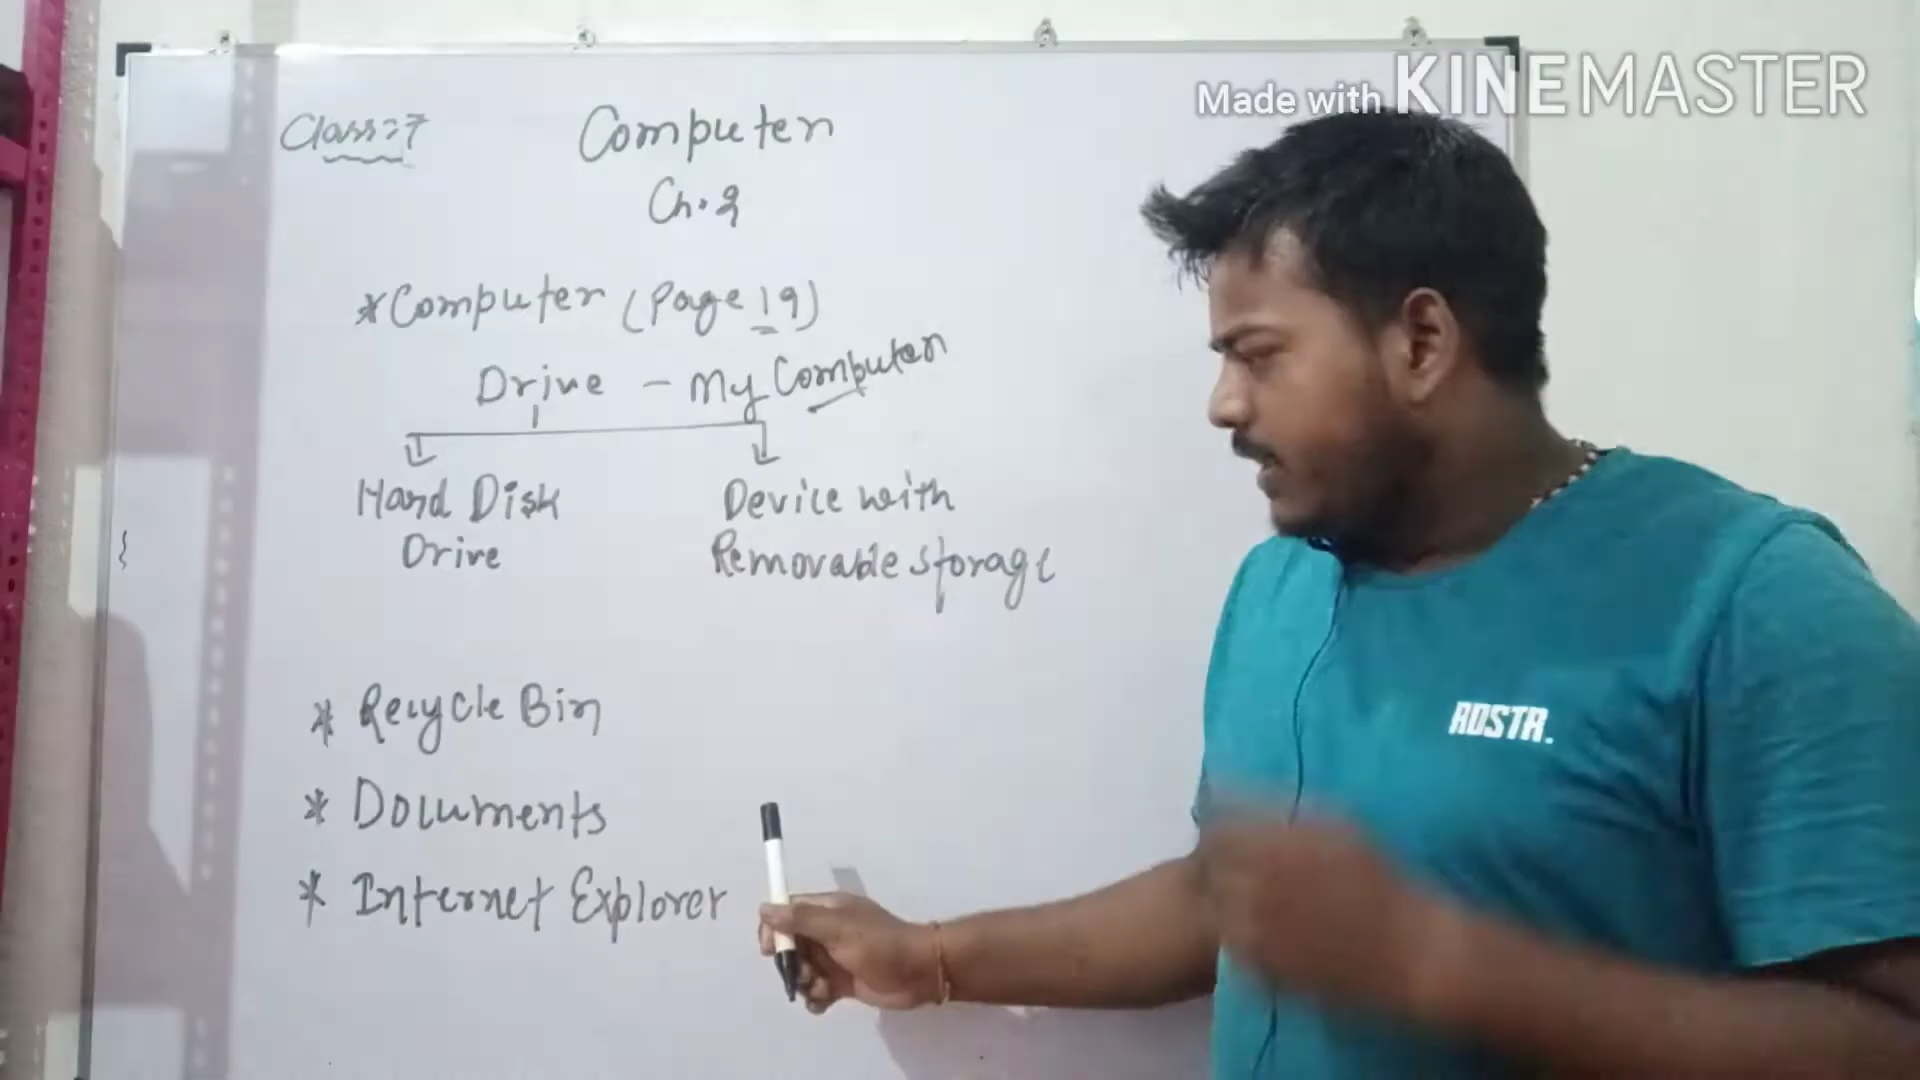 Made with KINEMASTER
Class:7
Computer
Ch.2
*Computer (Page 19)
Drive - My Computer
Hard Disk
Drive
Device with
Removable storage
* Recycle Bin
* Documents
* Internet Explorer
RDSTR.